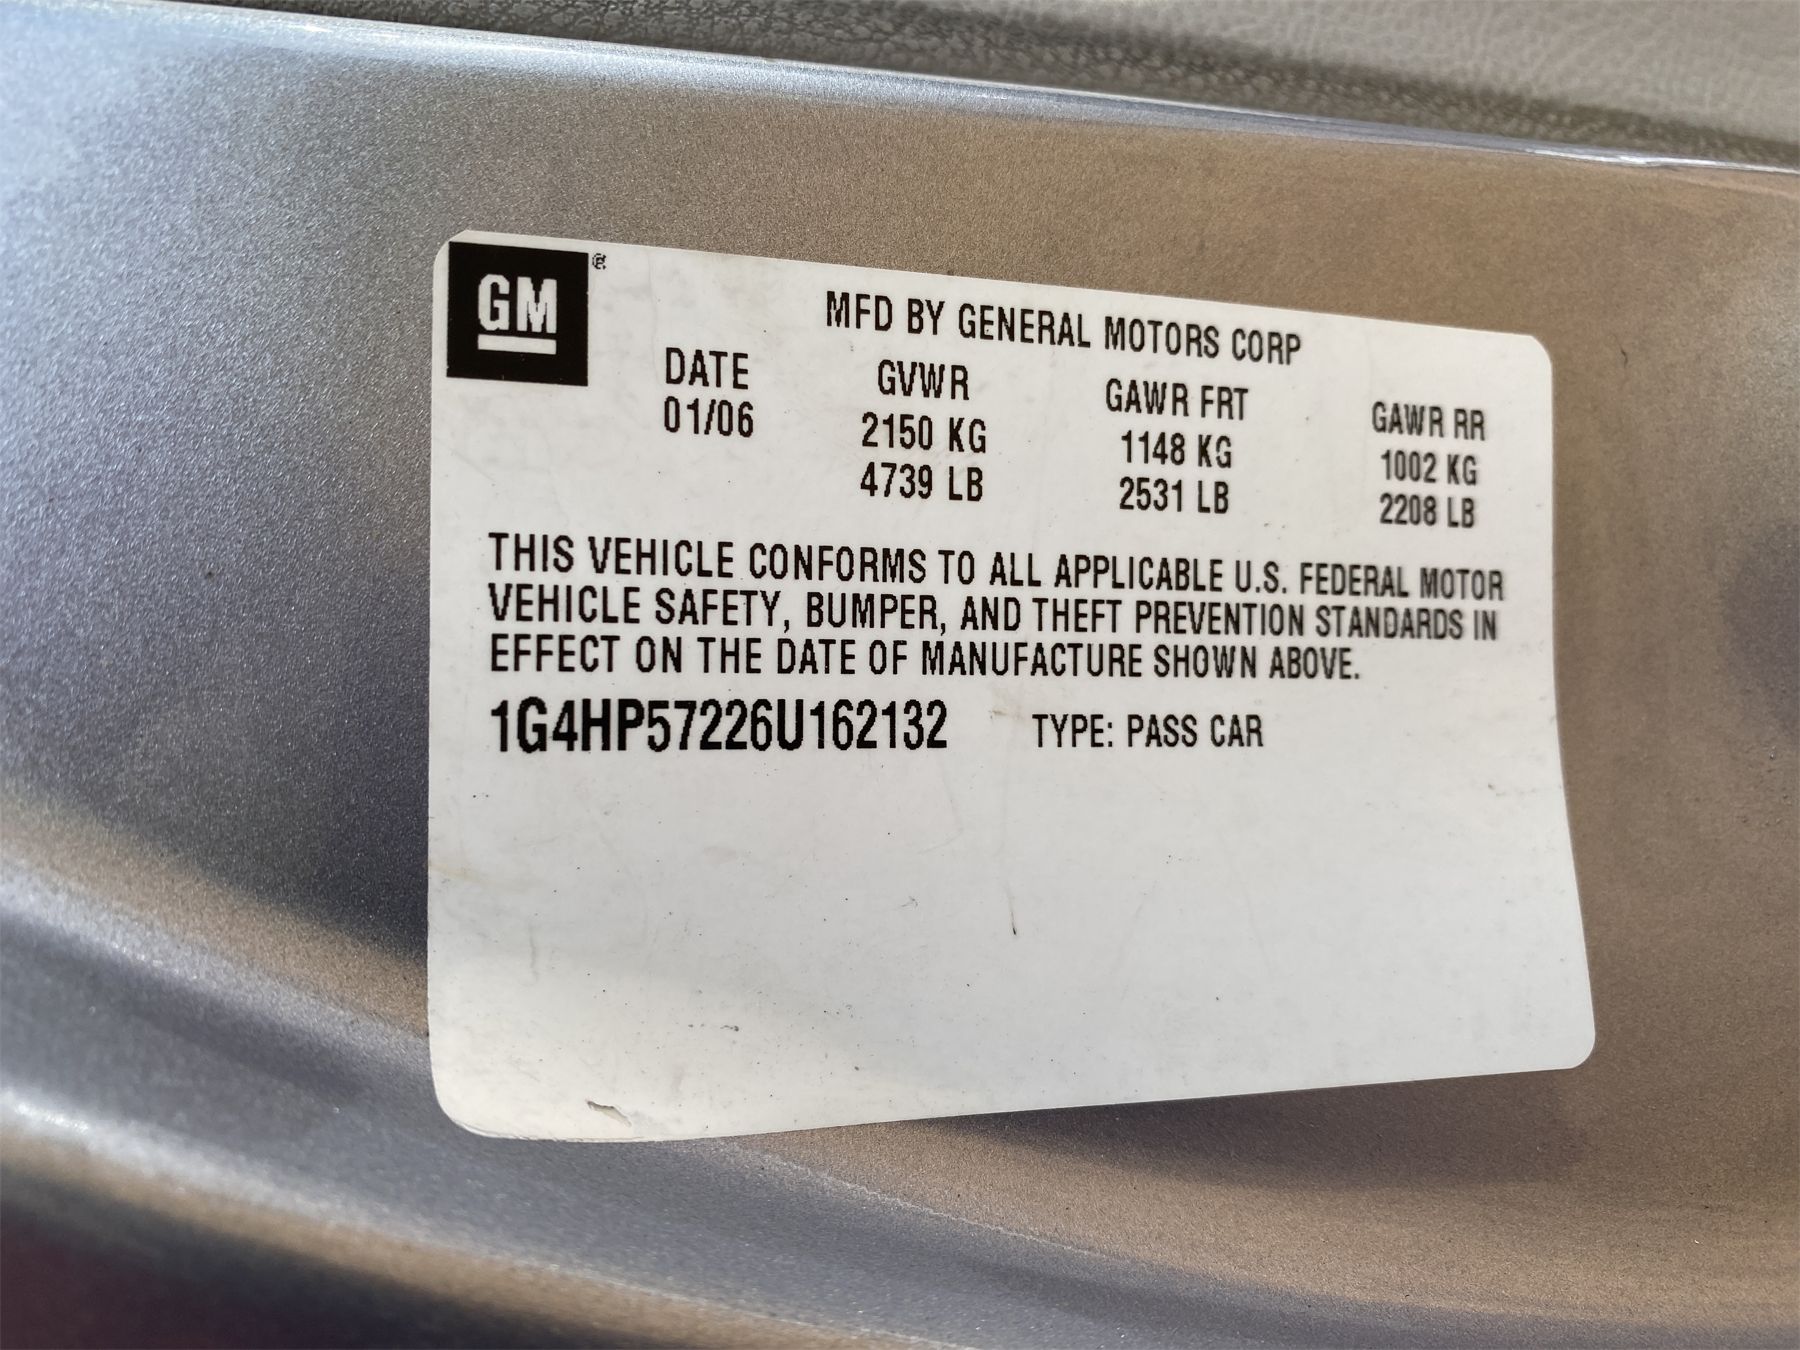 GM®
MFD BY GENERAL MOTORS CORP
DATE GVWR GAWR FRT GAWR RR
01/06 2150 KG 1148 KG 1002 KG
4739 LB 2531 LB 2208 LB
THIS VEHICLE CONFORMS TO ALL APPLICABLE U.S. FEDERAL MOTOR
VEHICLE SAFETY, BUMPER, AND THEFT PREVENTION STANDARDS IN
EFFECT ON THE DATE OF MANUFACTURE SHOWN ABOVE.
1G4HP57226U162132 TYPE: PASS CAR